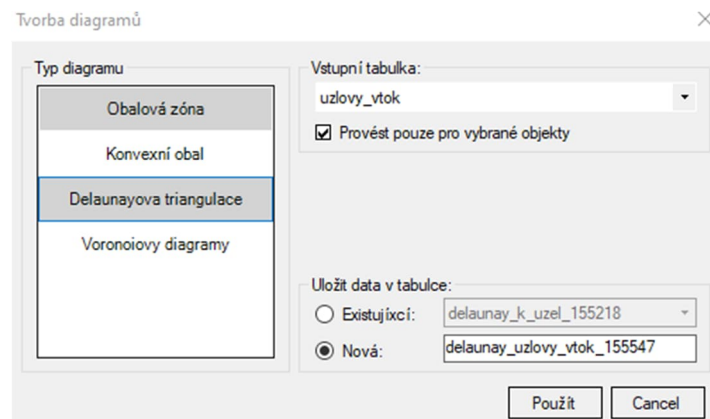 Tvorba diagramů
Typ diagramu
Obalová zóna
Konvexní obal
Delaunayova triangulace
Voronoiovy diagramy
Vstupní tabulka:
uzlovy_vtok
Provést pouze pro vybrané objekty
Uložit data v tabulce:
Existujíxcí: delaunay_k_uzel_155218
Nová: delaunay_uzlovy_vtok_155547
Použít Cancel